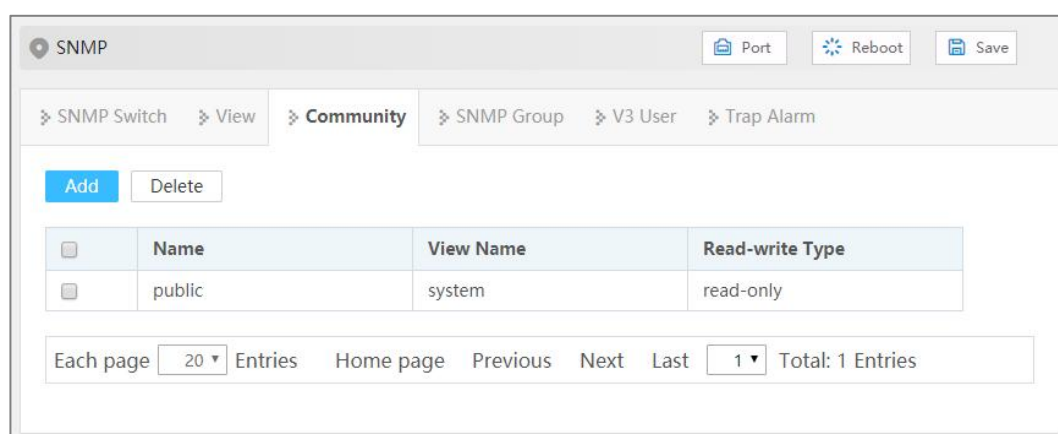 SNMP Port Reboot Save
SNMP Switch View Community SNMP Group V3 User Trap Alarm
Add Delete
Name View Name Read-write Type
public system read-only
Each page 20 Entries Home page Previous Next Last 1 Total: 1 Entries